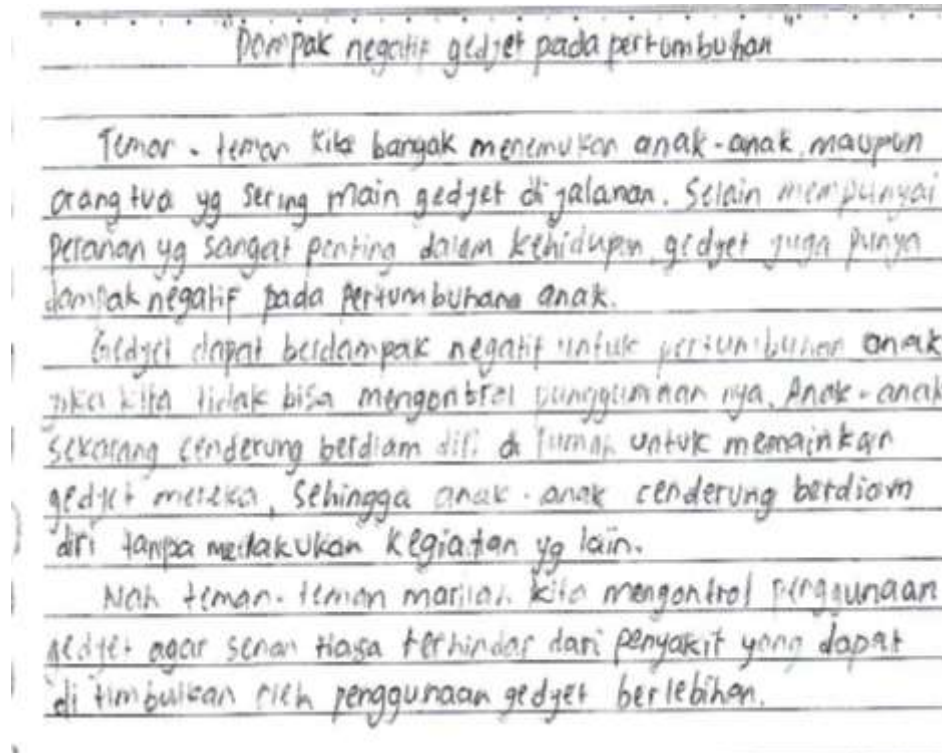 "Dampak negatif gedjet pada pertumbuhan"
Teman - teman kita banyak menemukan anak-anak, maupun
orang tua yg sering main gedjet di jalanan. Selain mempunyai
peranan yg sangat penting dalam kehidupan, gedjet juga punya
dampak negatif pada pertumbuhana anak.
Gedjet dapat berdampak negatif untuk pertumbuhan anak
jika kita tidak bisa mengontrol penggunaan nya. Anak-anak
sekarang cenderung berdiam diri di rumah untuk memainkan
gedjet mereka, sehingga anak-anak cenderung berdiam
diri tanpa melakukan kegiatan yg lain.
Nah teman-teman marilah kita mengontrol penggunaan
gedjet agar terhindar dari penyakit yang dapat
di timbulkan oleh penggunaan gedjet berlebihan.